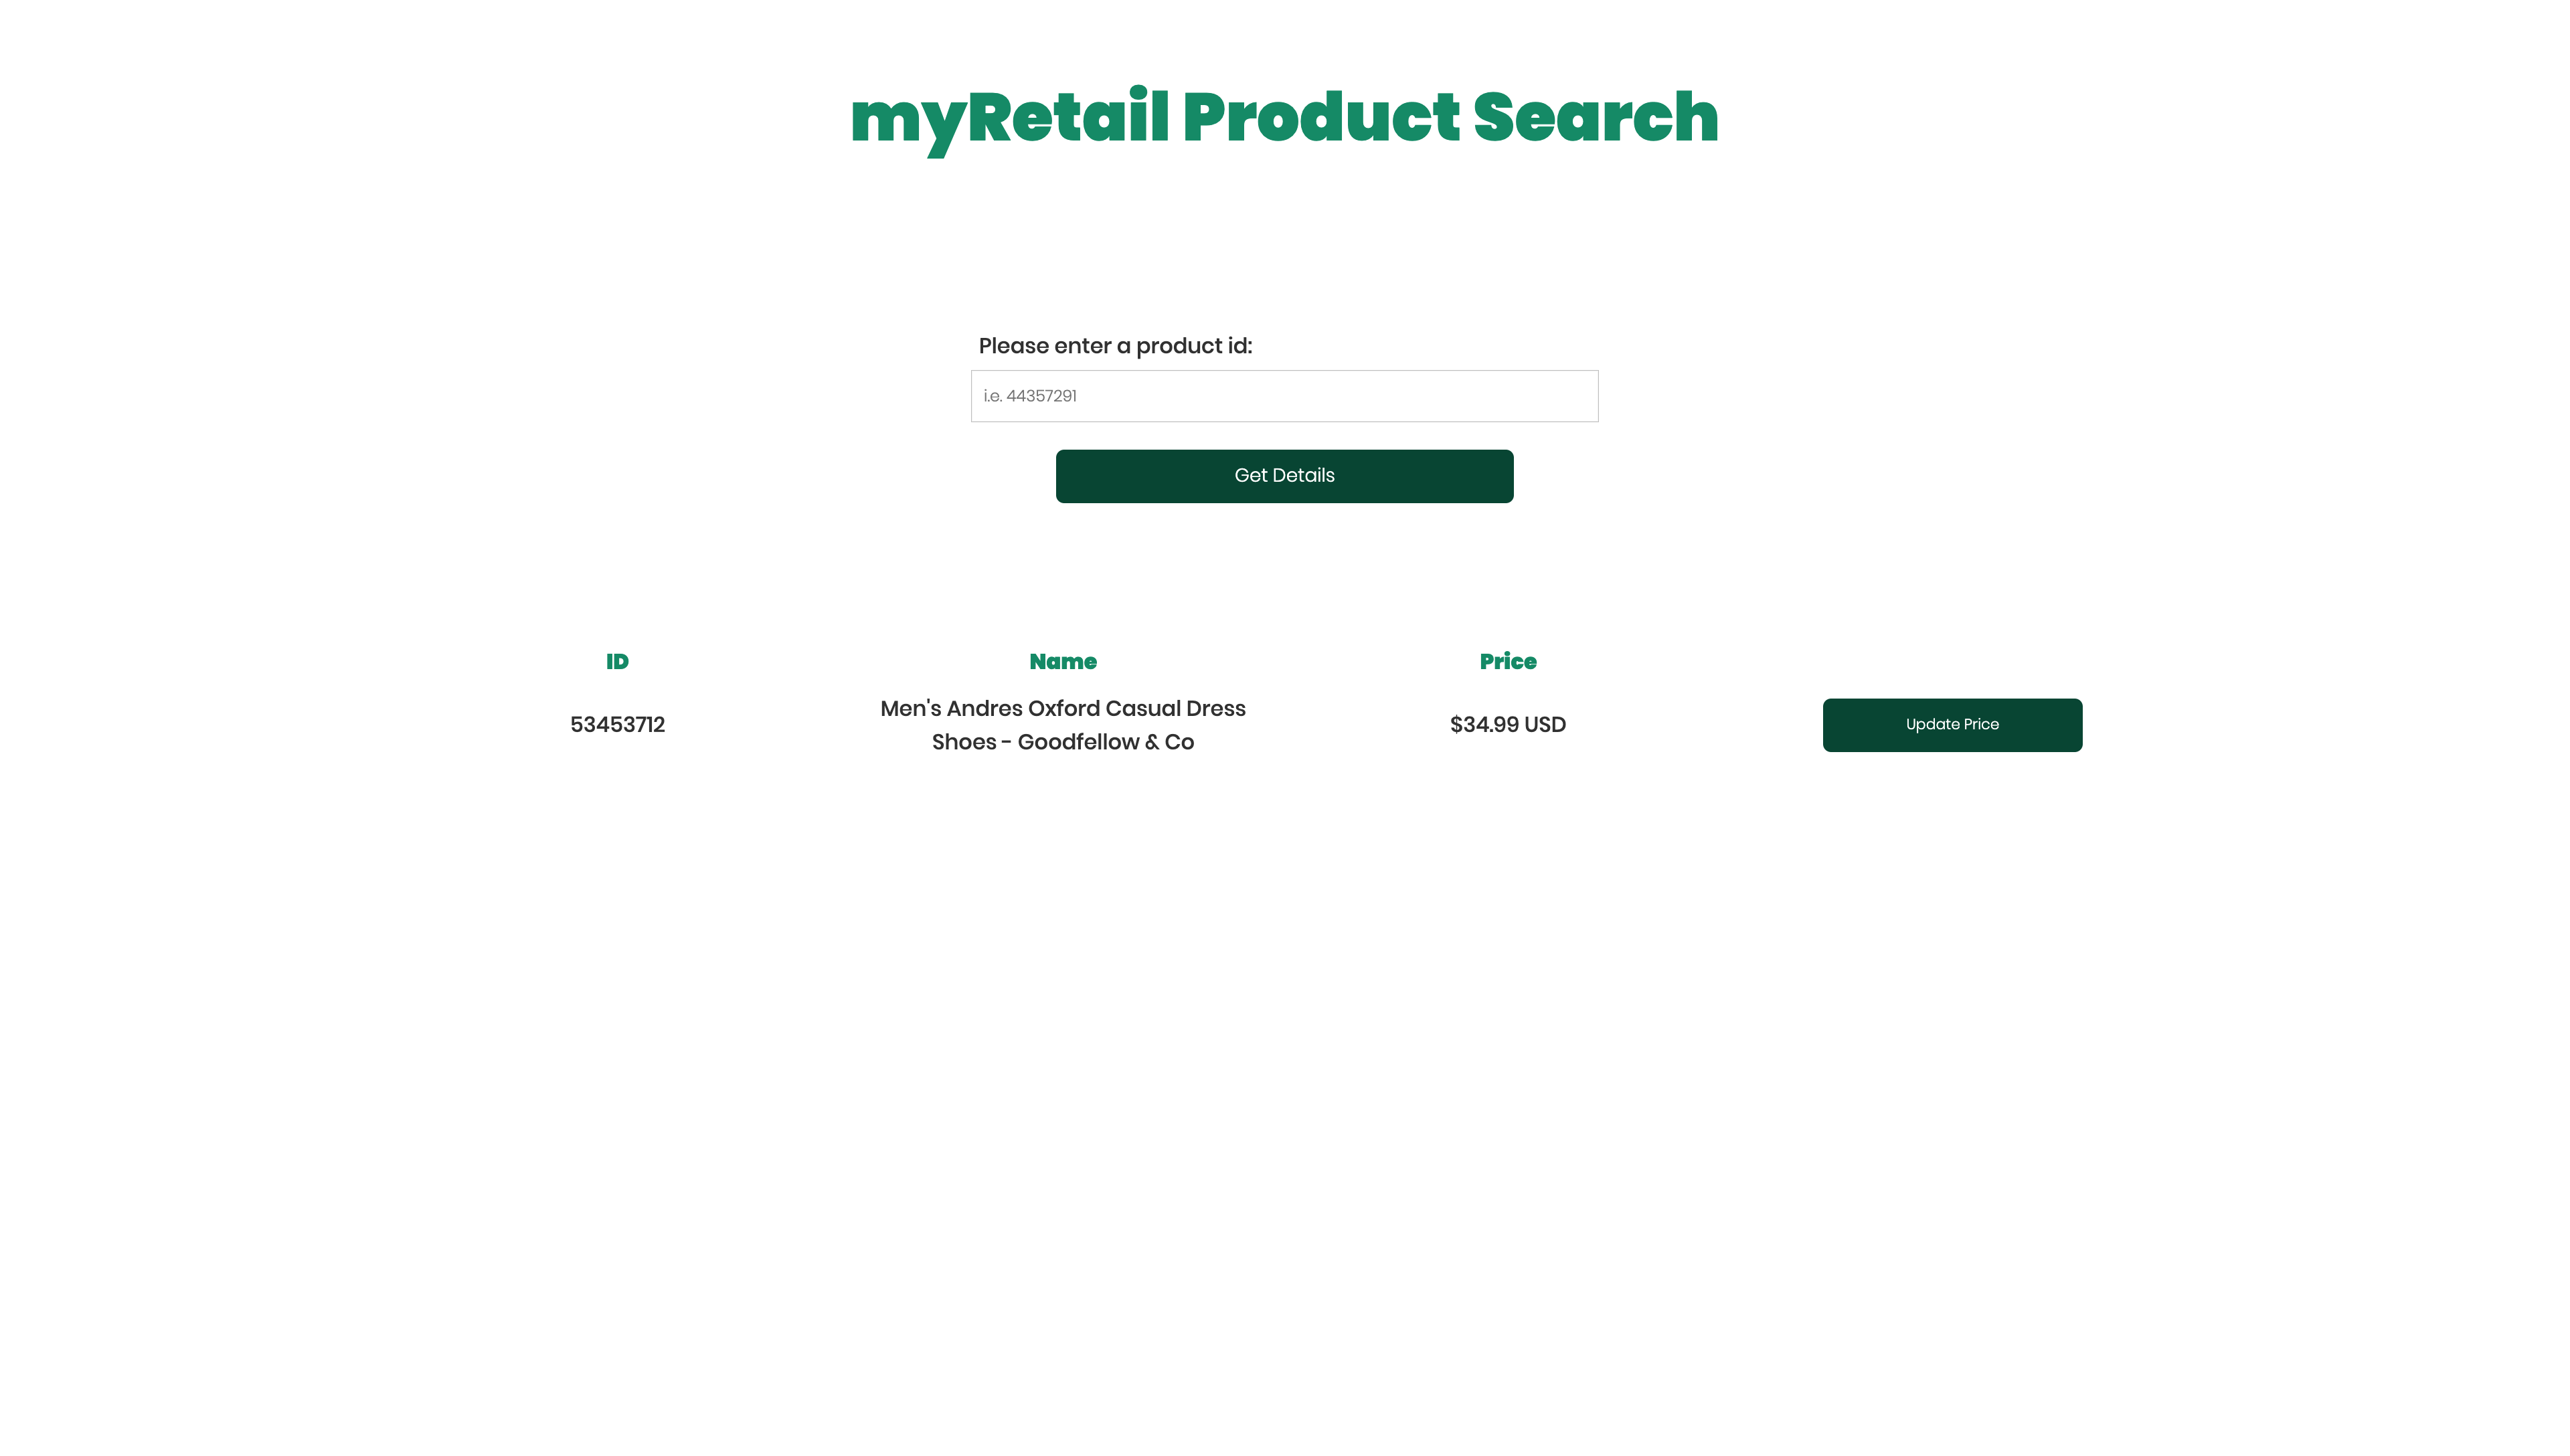 myRetail Product Search
Please enter a product id:
i.e. 44357291
Get Details
ID Name Price
53453712 Men's Andres Oxford Casual Dress $34.99 USD Update Price
Shoes - Goodfellow & Co